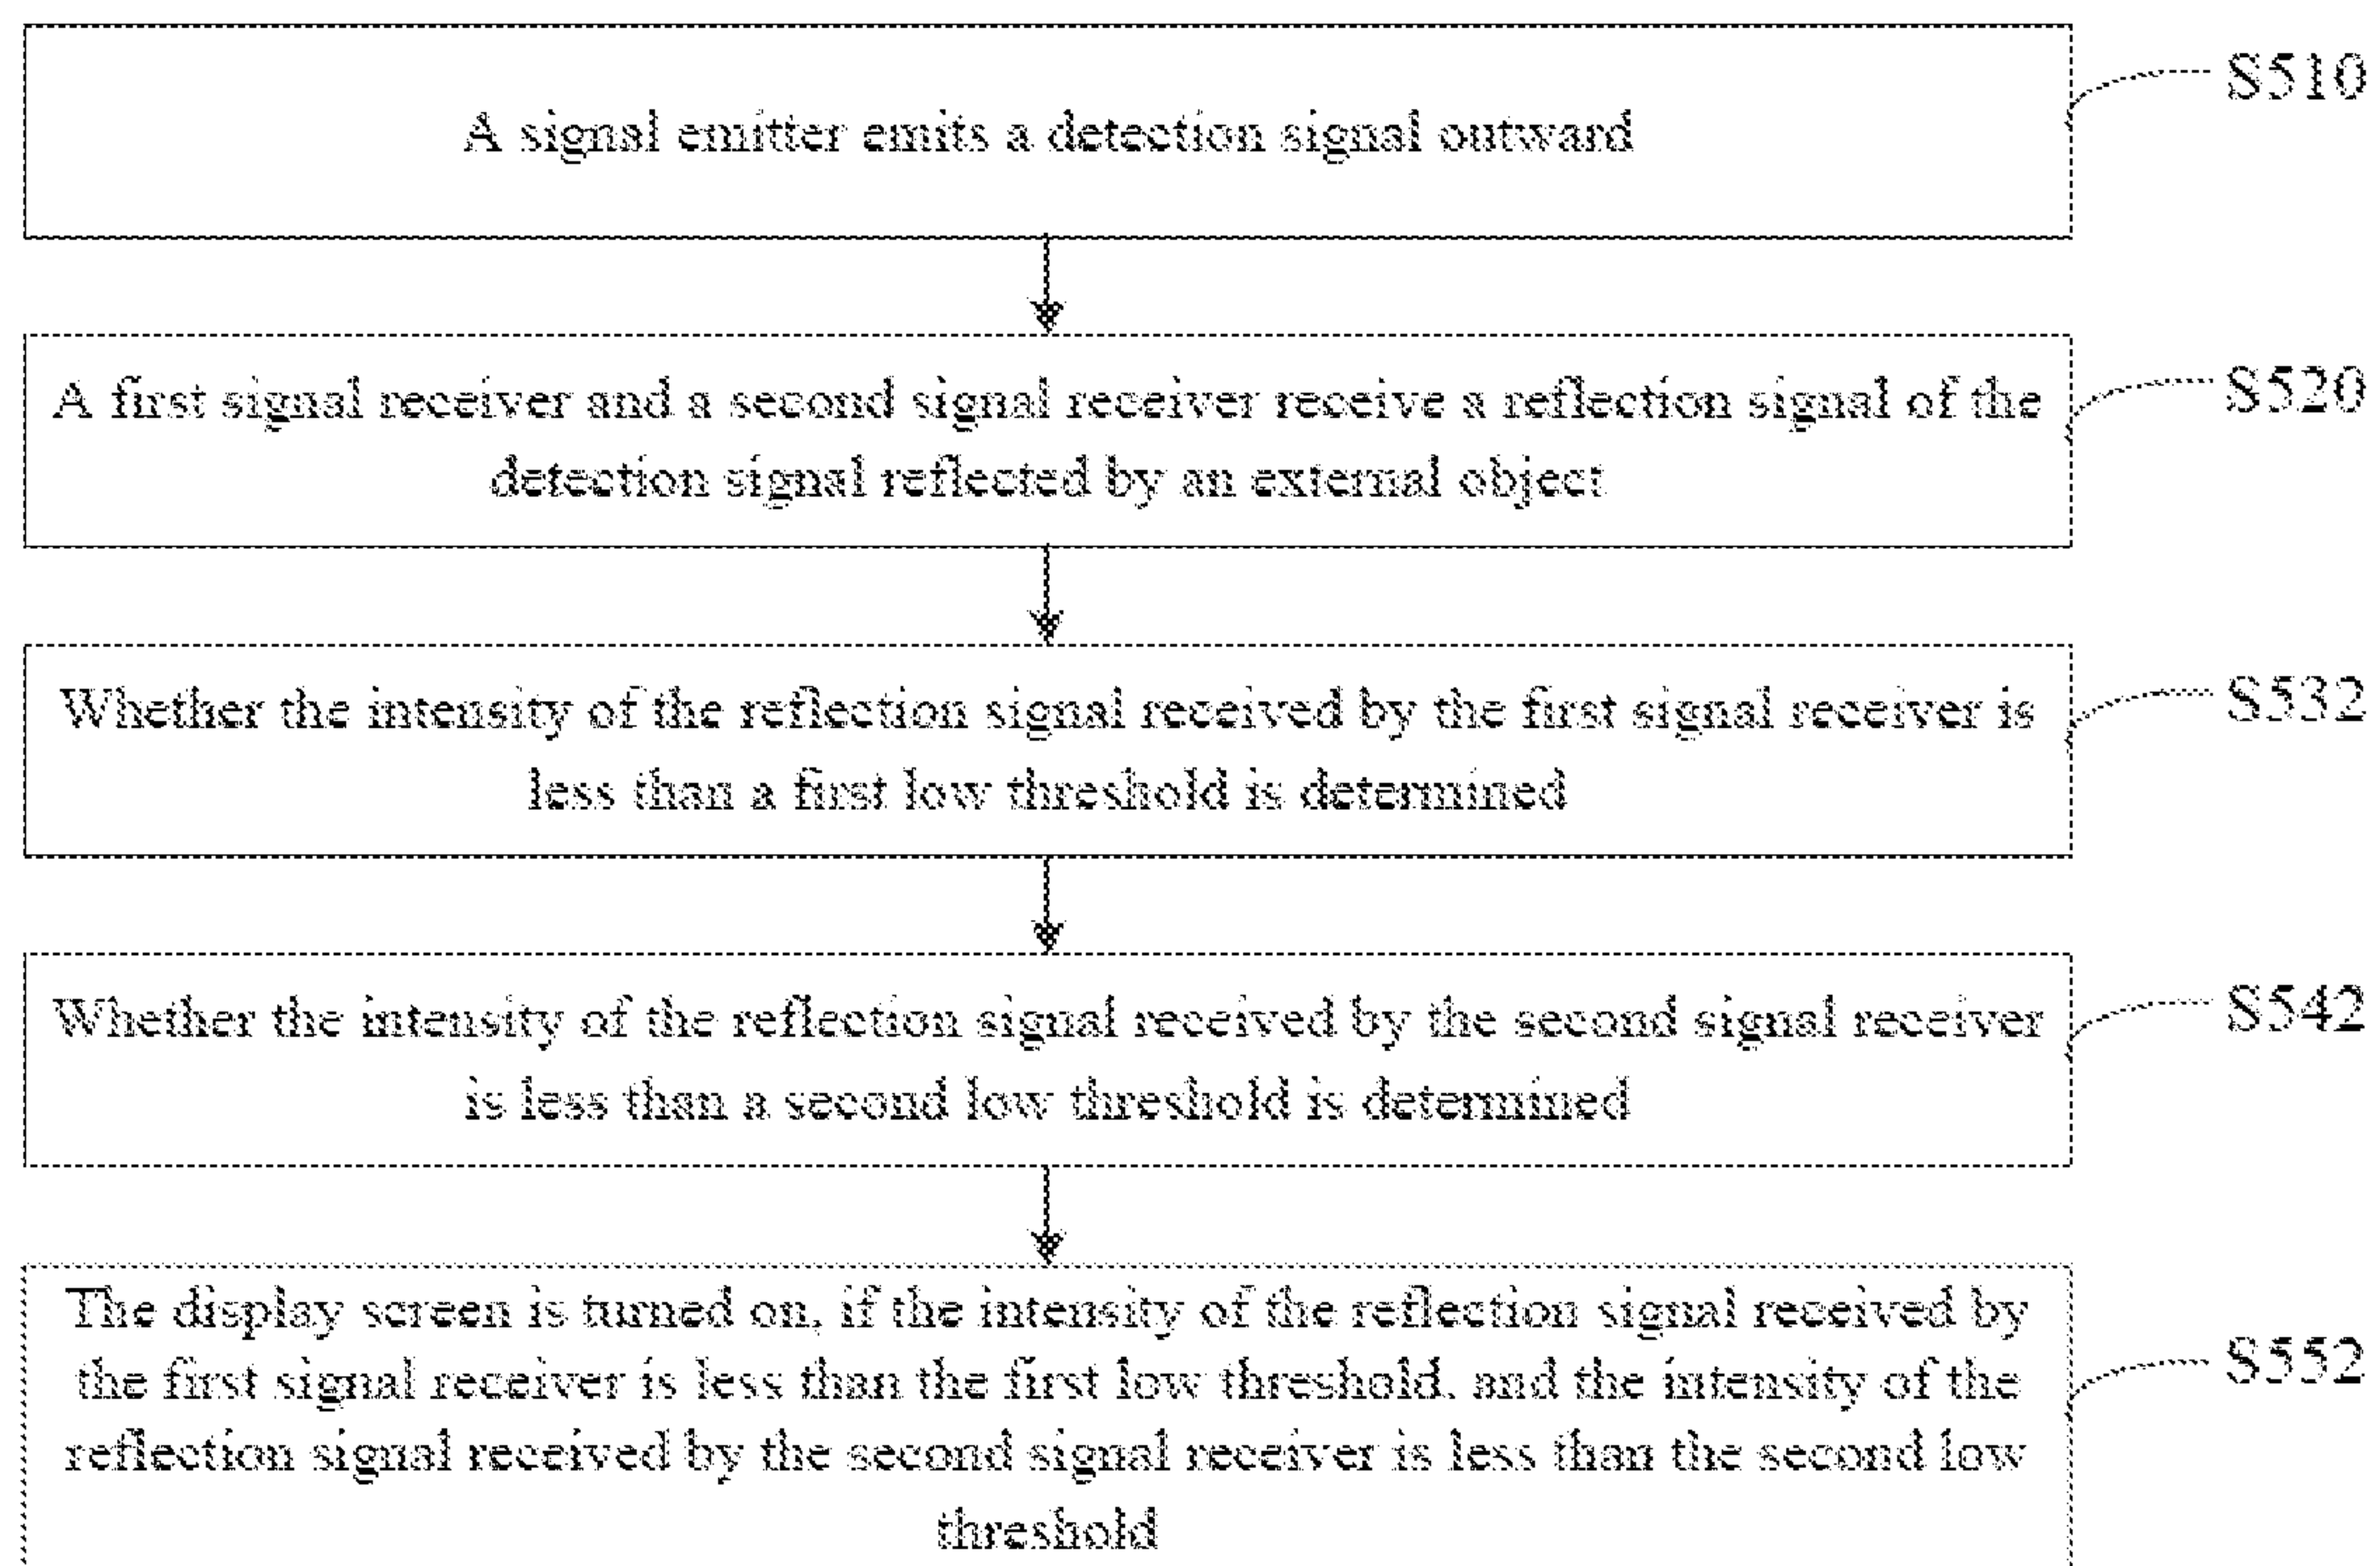 A signal emitter emits a detection signal outward
S510
A first signal receiver and a second signal receiver receive a reflection signal of the
detection signal reflected by an external object
S520
Whether the intensity of the reflection signal received by the first signal receiver is
less than a first low threshold is determined
S532
Whether the intensity of the reflection signal received by the second signal receiver
is less than a second low threshold is determined
S542
The display screen is turned on, if the intensity of the reflection signal received by
the first signal receiver is less than the first low threshold, and the intensity of the
reflection signal received by the second signal receiver is less than the second low
threshold
S552